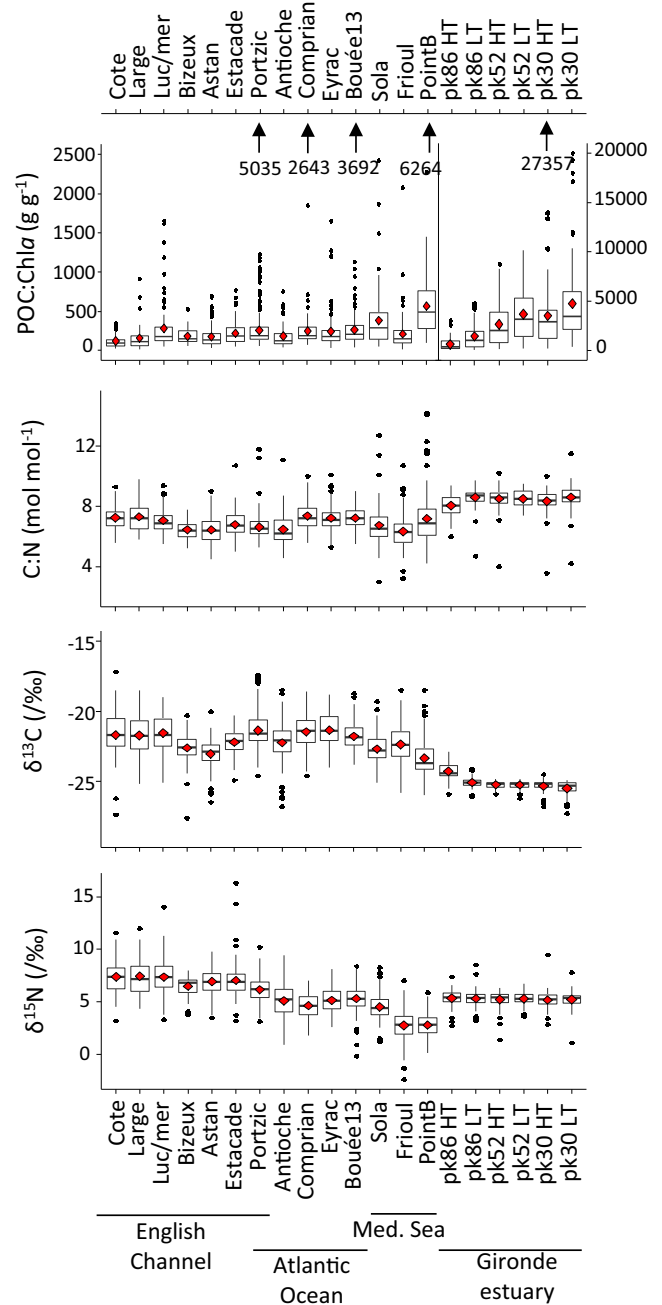 Cote
Large
Luc/mer
Bizeux
Astan
Estacade
Portzic
Antioche
Comprian
Eyrac
Bouée13
Sola
Frioul
PointB
pk86 HT
pk86 LT
pk52 HT
pk52 LT
pk30 HT
pk30 LT
POC:Chla (g g⁻¹)
2500
2000
1500
1000
500
0
5035
2643
3692
6264
27357
20000
15000
10000
5000
0
C:N (mol mol⁻¹)
12
8
4
δ¹³C (/‰)
-15
-20
-25
δ¹⁵N (/‰)
15
10
5
0
Cote
Large
Luc/mer
Bizeux
Astan
Estacade
Portzic
Antioche
Comprian
Eyrac
Bouée13
Sola
Frioul
PointB
pk86 HT
pk86 LT
pk52 HT
pk52 LT
pk30 HT
pk30 LT
English
Channel
Atlantic
Ocean
Med. Sea
Gironde
estuary